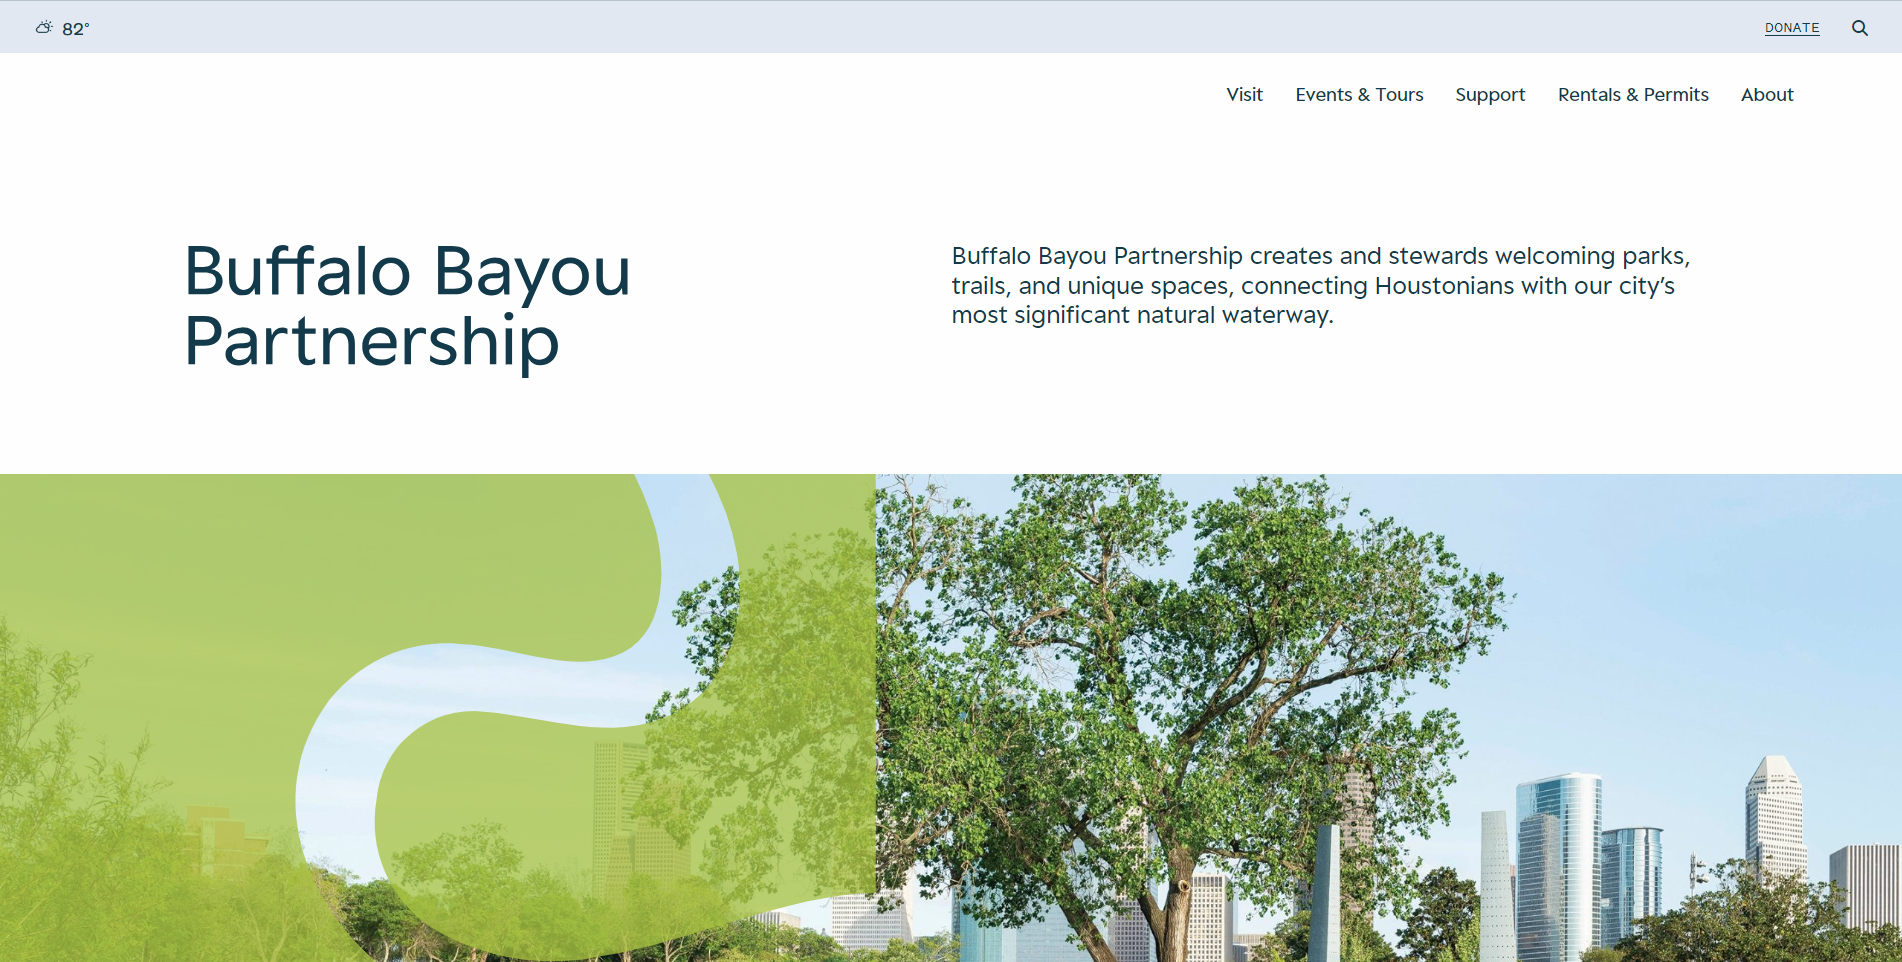 82°
DONATE
Visit
Events & Tours
Support
Rentals & Permits
About
Buffalo Bayou
Partnership
Buffalo Bayou Partnership creates and stewards welcoming parks,
trails, and unique spaces, connecting Houstonians with our city’s
most significant natural waterway.